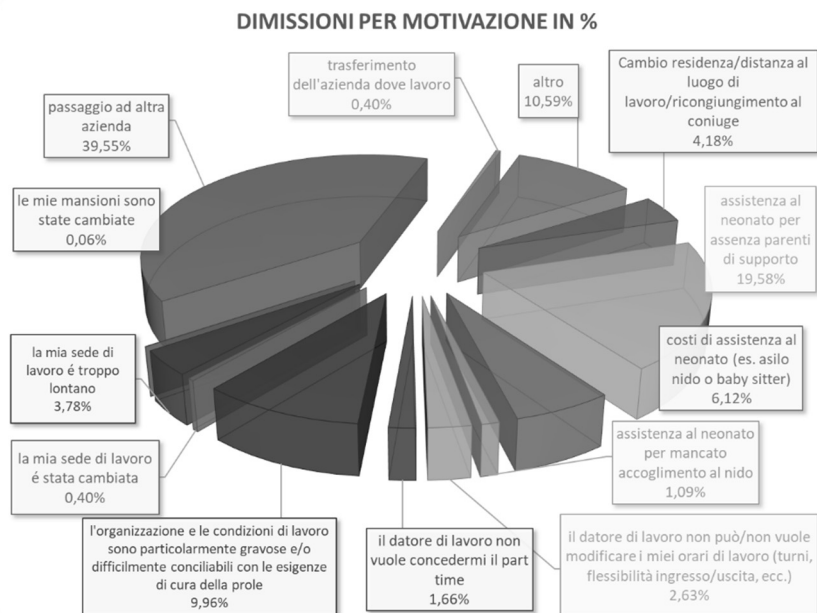 DIMISSIONI PER MOTIVAZIONE IN %
trasferimento
dell'azienda dove lavoro
0,40%
altro
10,59%
Cambio residenza/distanza al
luogo di
lavoro/ricongiungimento al
coniuge
4,18%
passaggio ad altra
azienda
39,55%
le mie mansioni sono
state cambiate
0,06%
assistenza al
neonato per
assenza parenti
di supporto
19,58%
la mia sede di
lavoro é troppo
lontano
3,78%
costi di assistenza al
neonato (es. asilo
nido o baby sitter)
6,12%
la mia sede di lavoro
é stata cambiata
0,40%
assistenza al neonato
per mancato
accoglimento al nido
1,09%
l'organizzazione e le condizioni di lavoro
sono particolarmente gravose e/o
difficilmente conciliabili con le esigenze
di cura della prole
9,96%
il datore di lavoro non
vuole concedermi il part
time
1,66%
il datore di lavoro non può/non vuole
modificare i miei orari di lavoro (turni,
flessibilità ingresso/uscita, ecc.)
2,63%